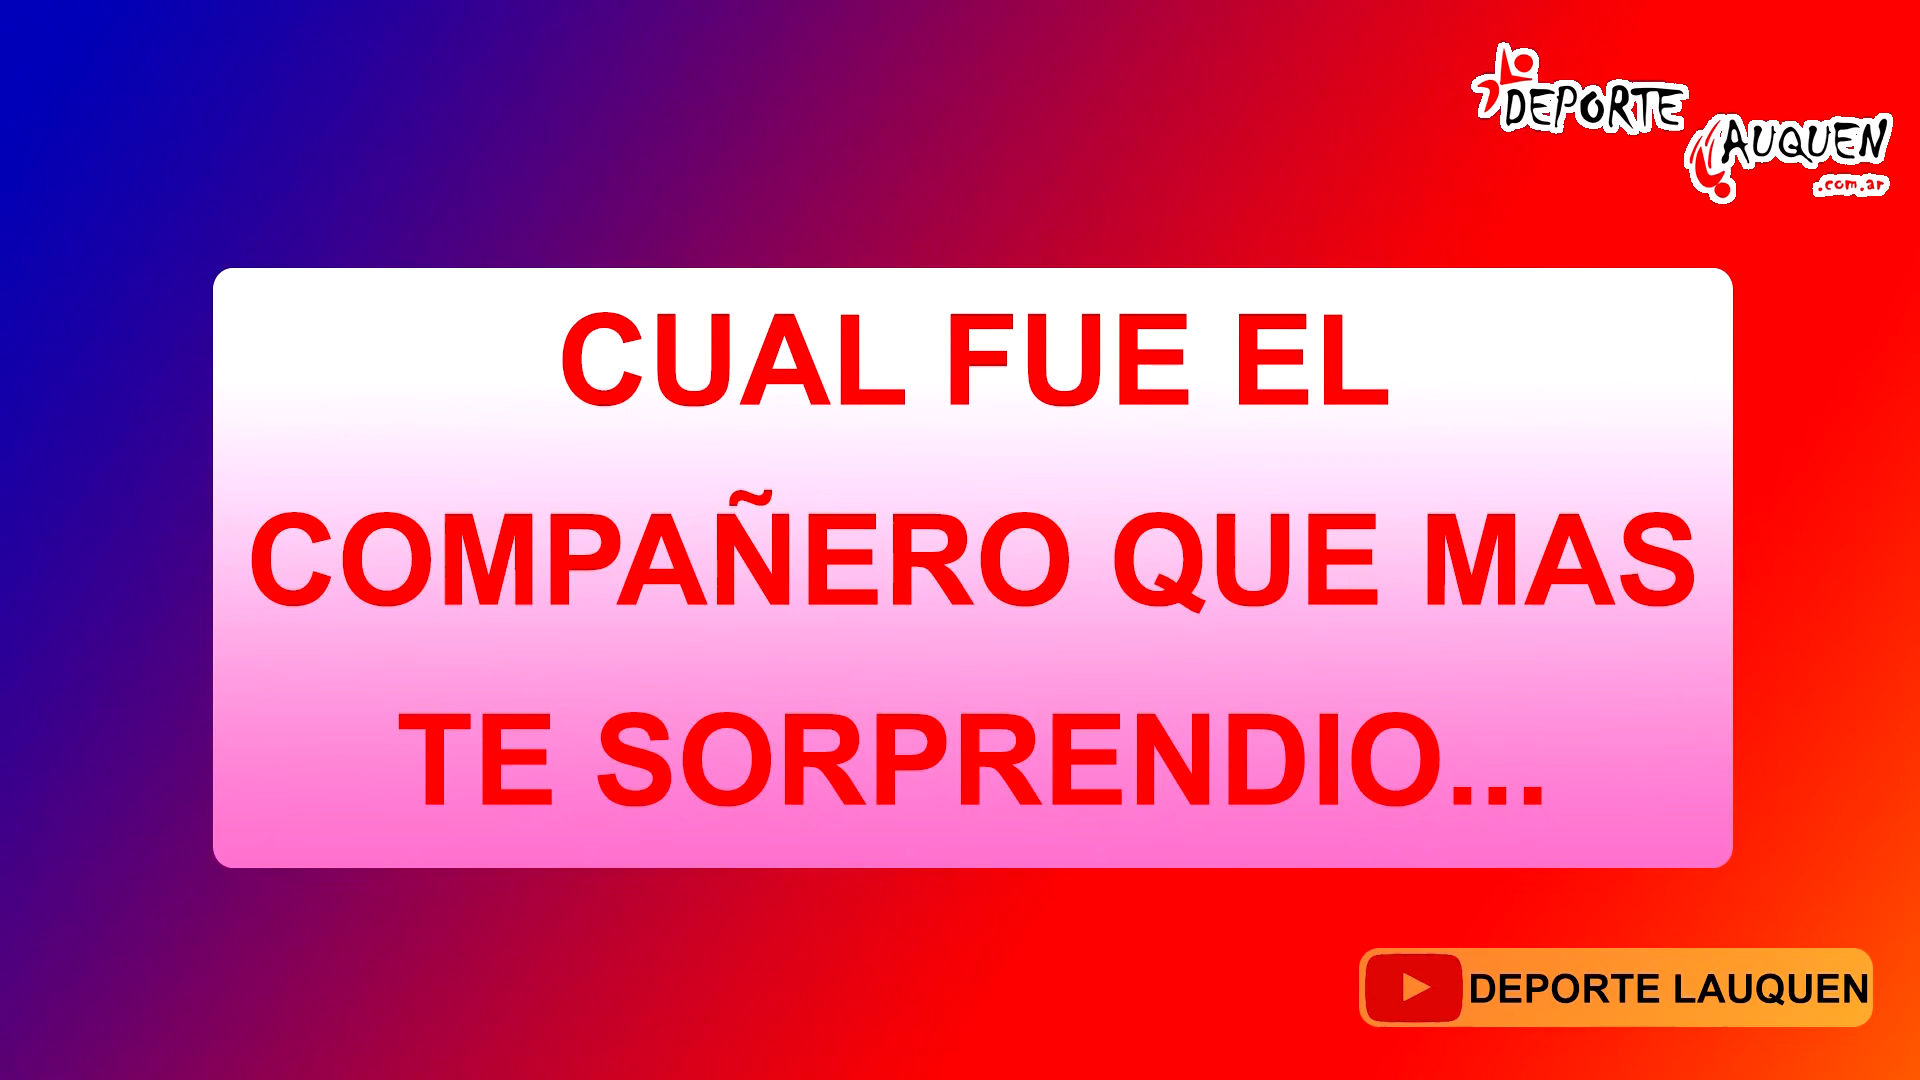 DEPORTE
LAUQUEN
.com.ar
CUAL FUE EL
COMPAÑERO QUE MAS
TE SORPRENDIO...
DEPORTE LAUQUEN